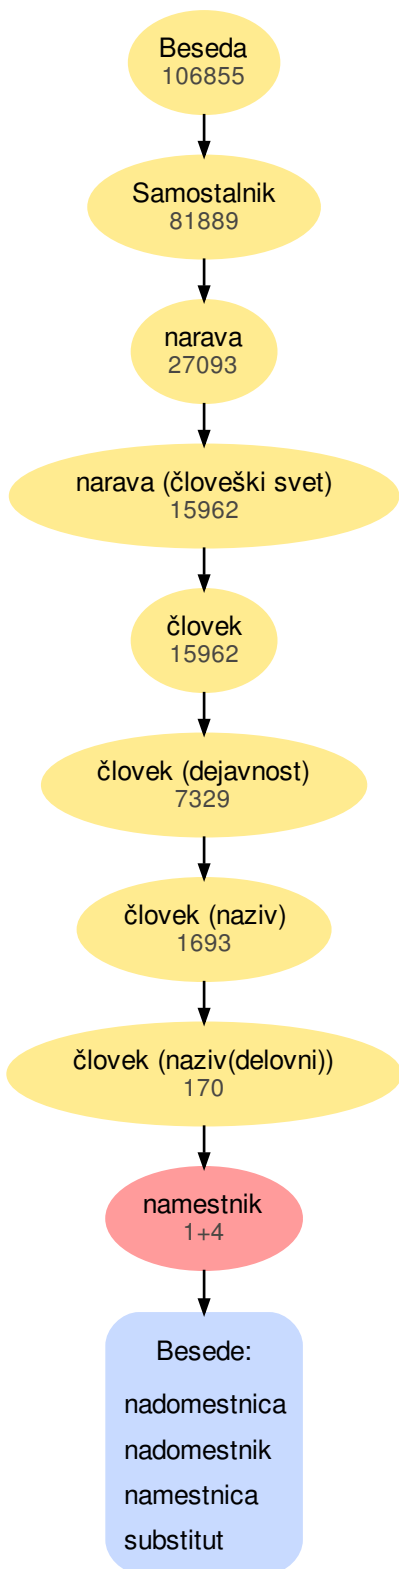 Beseda
106855
Samostalnik
81889
narava
27093
narava (človeški svet)
15962
človek
15962
človek (dejavnost)
7329
človek (naziv)
1693
človek (naziv(delovni))
170
namestnik
1+4
Besede:
nadomestnica
nadomestnik
namestnica
substitut